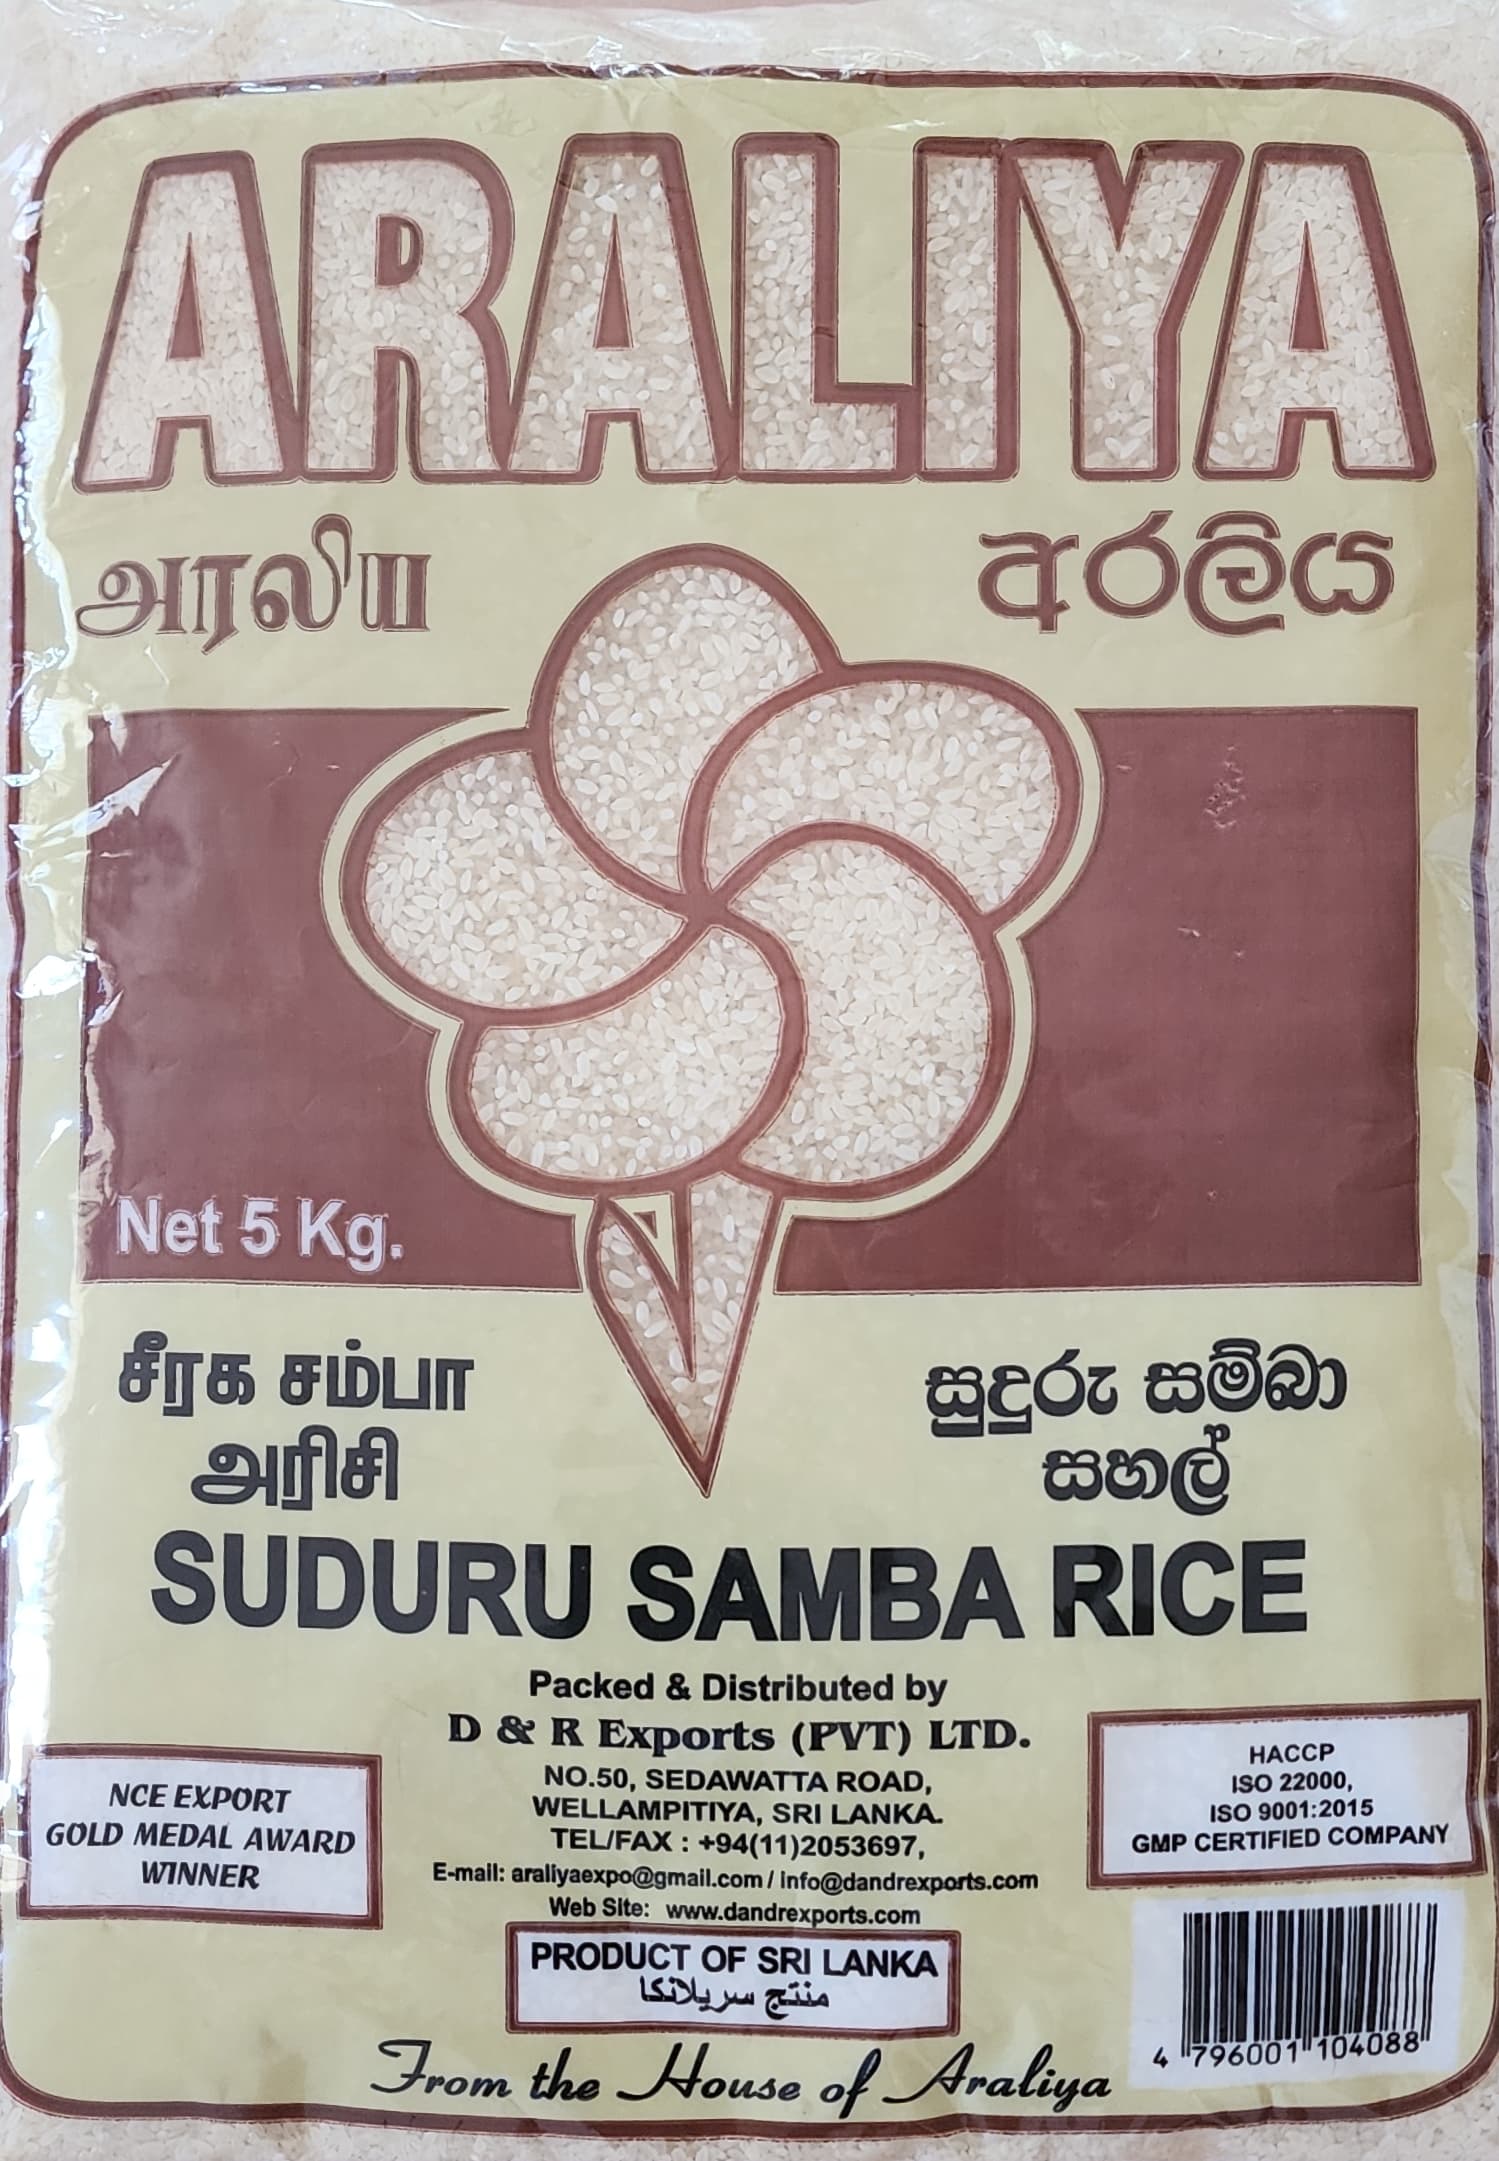 ARALIYA
அரலிய
අරලිය
Net 5 Kg.
சீரக சம்பா
அரிசி
සුදුරු සම්බා
සහල්
SUDURU SAMBA RICE
Packed & Distributed by
D & R Exports (PVT) LTD.
NO.50, SEDAWATTA ROAD,
WELLAMPITIYA, SRI LANKA.
TEL/FAX : +94(11)2053697,
E-mail: araliyaexpo@gmail.com / info@dandrexports.com
Web Site: www.dandrexports.com
NCE EXPORT
GOLD MEDAL AWARD
WINNER
HACCP
ISO 22000,
ISO 9001:2015
GMP CERTIFIED COMPANY
PRODUCT OF SRI LANKA
منتج سريلانكا
4 796001 104088
From the House of Araliya